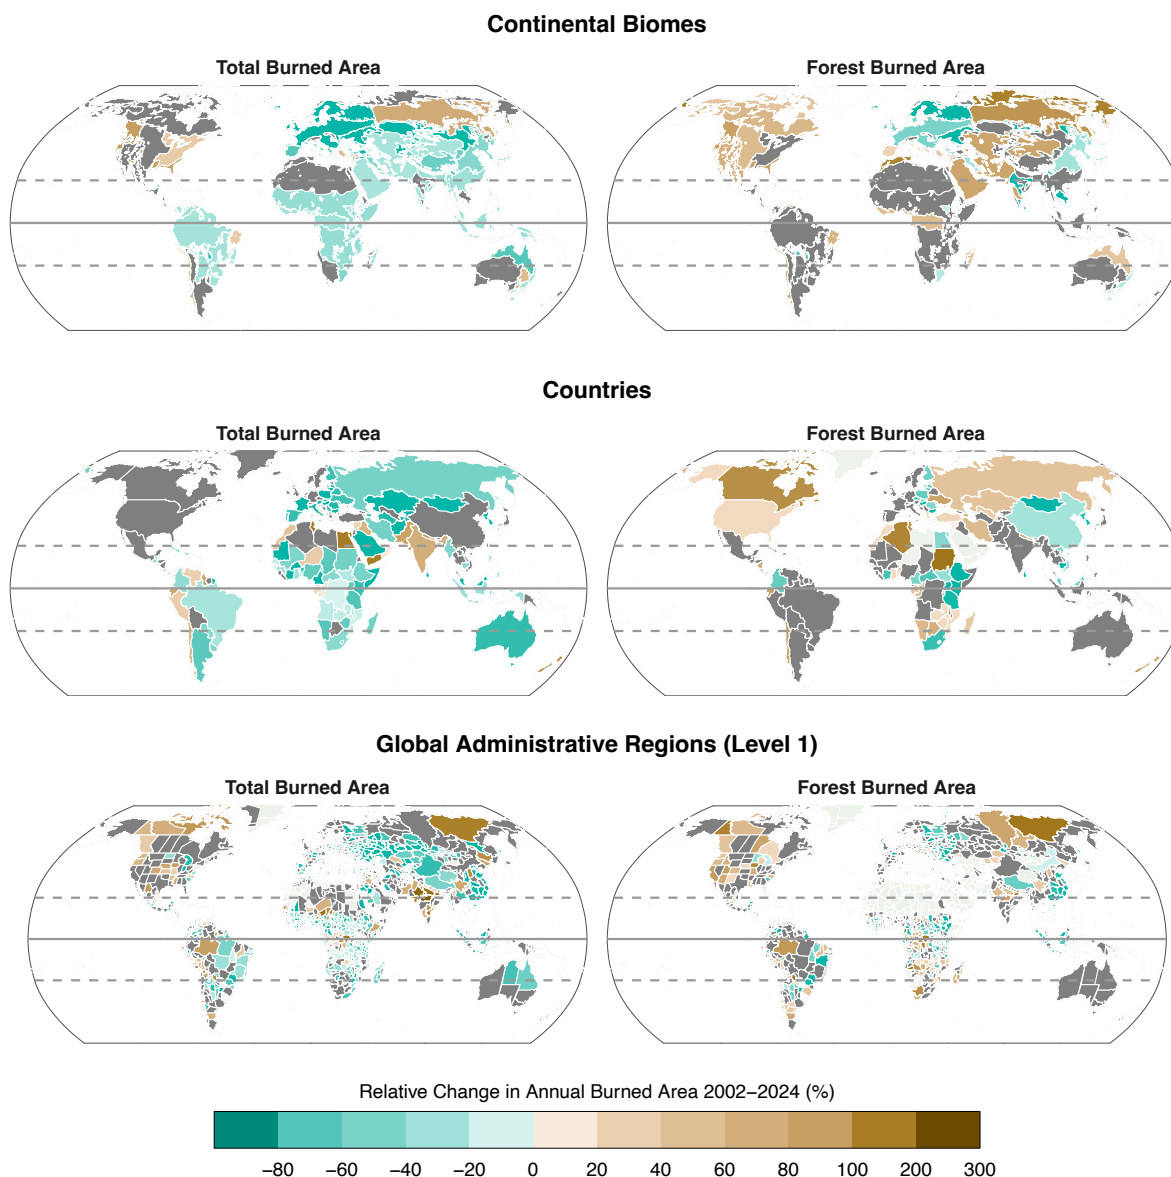 Continental Biomes
Total Burned Area
Forest Burned Area
Countries
Total Burned Area
Forest Burned Area
Global Administrative Regions (Level 1)
Total Burned Area
Forest Burned Area
Relative Change in Annual Burned Area 2002−2024 (%)
−80 −60 −40 −20 0 20 40 60 80 100 200 300